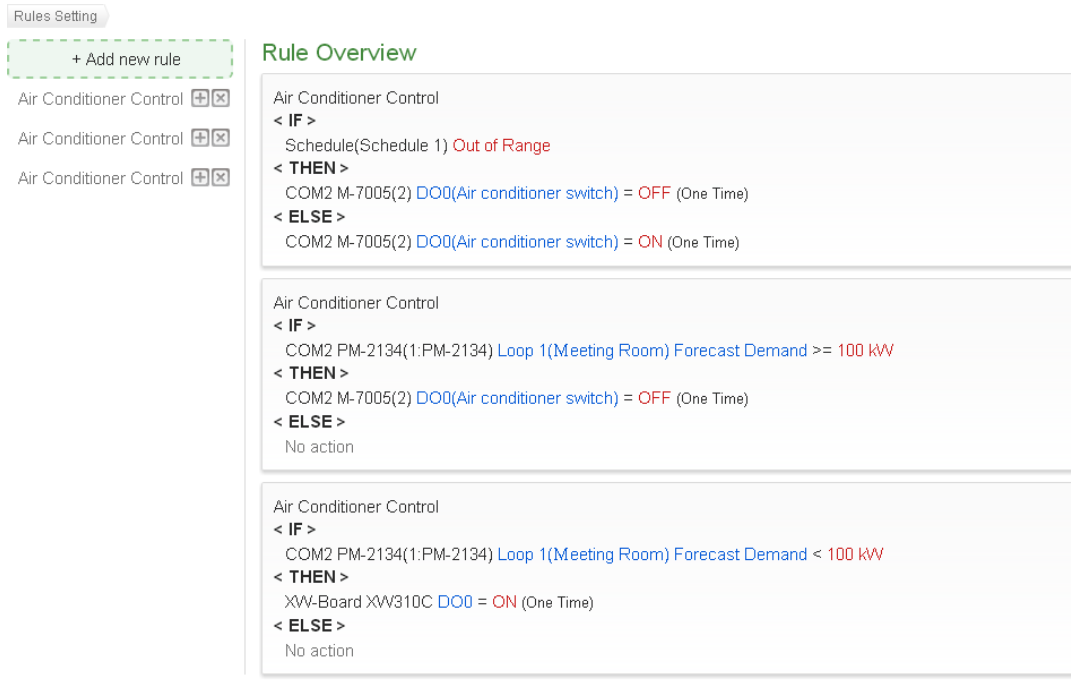 Rules Setting
+ Add new rule
Air Conditioner Control
Air Conditioner Control
Air Conditioner Control
Rule Overview
Air Conditioner Control
< IF >
Schedule(Schedule 1) Out of Range
< THEN >
COM2 M-7005(2) DO0(Air conditioner switch) = OFF (One Time)
< ELSE >
COM2 M-7005(2) DO0(Air conditioner switch) = ON (One Time)
Air Conditioner Control
< IF >
COM2 PM-2134(1:PM-2134) Loop 1(Meeting Room) Forecast Demand >= 100 kW
< THEN >
COM2 M-7005(2) DO0(Air conditioner switch) = OFF (One Time)
< ELSE >
No action
Air Conditioner Control
< IF >
COM2 PM-2134(1:PM-2134) Loop 1(Meeting Room) Forecast Demand < 100 kW
< THEN >
XW-Board XW310C DO0 = ON (One Time)
< ELSE >
No action